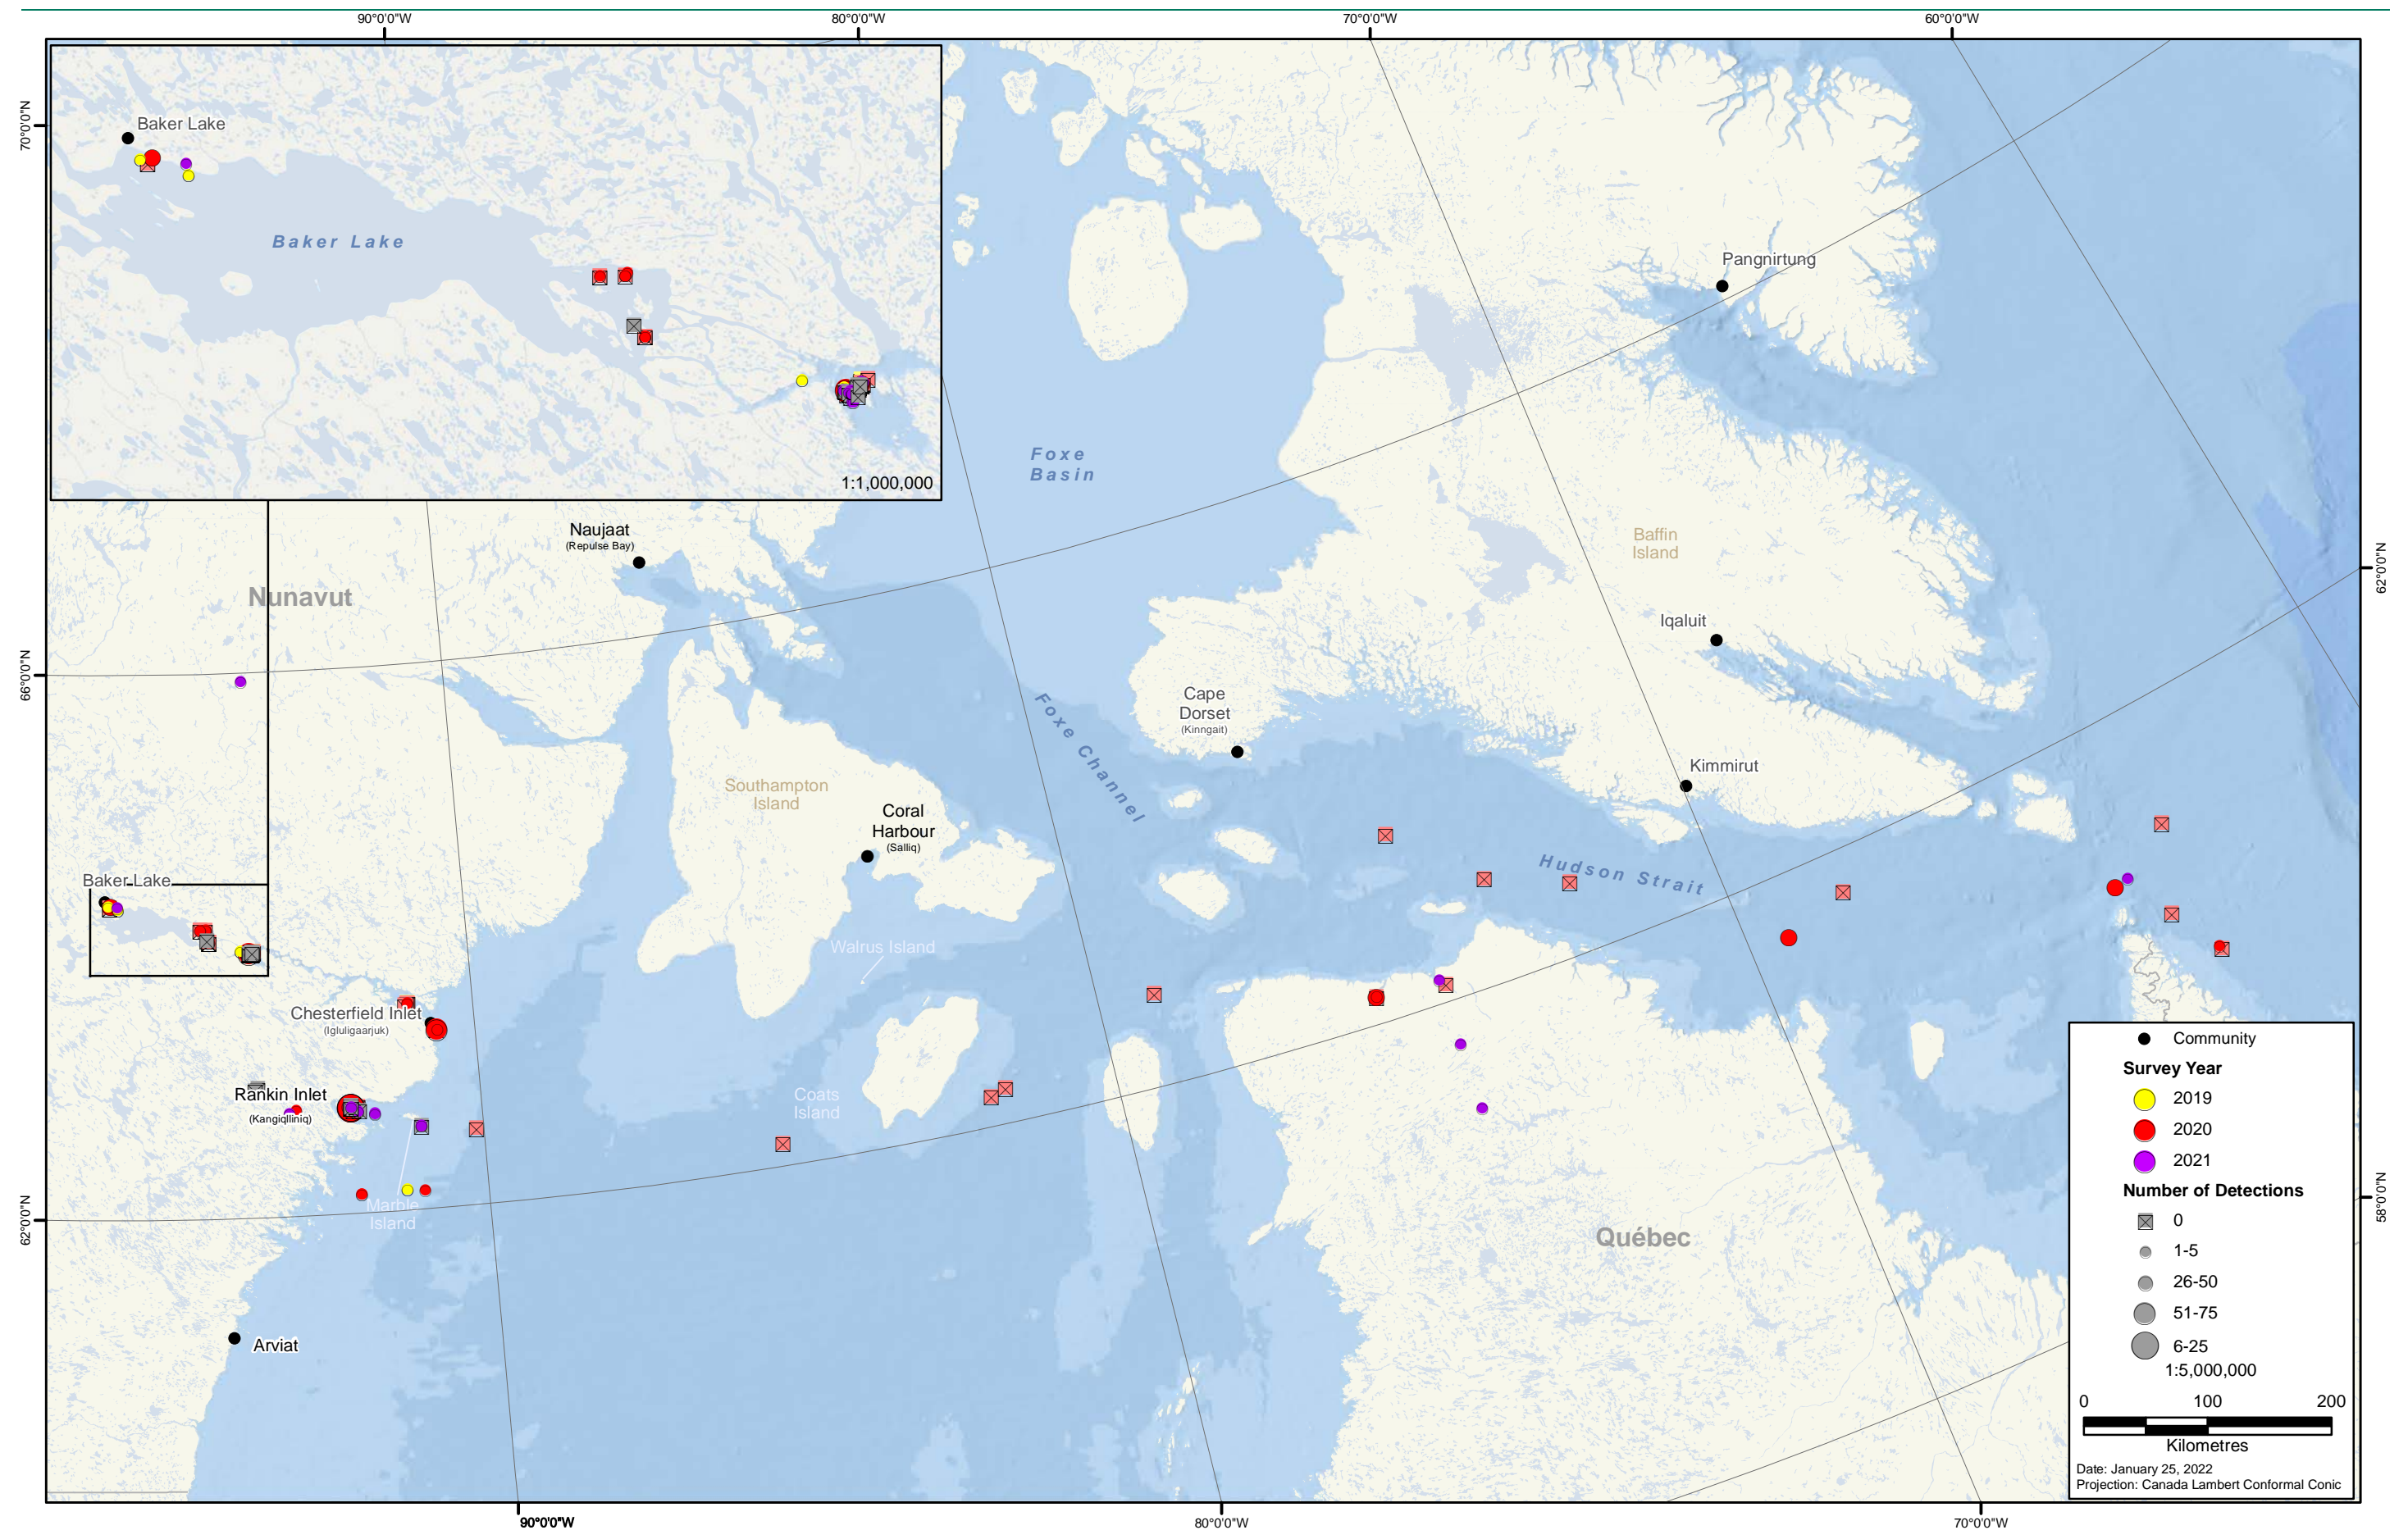 90°0'0"W
80°0'0"W
70°0'0"W
60°0'0"W
70°0'0"N
66°0'0"N
62°0'0"N
62°0'0"N
58°0'0"N
Baker Lake
Baker Lake
1:1,000,000
Pangnirtung
Foxe
Basin
Naujaat
(Repulse Bay)
Nunavut
Baffin
Island
Iqaluit
Cape
Dorset
(Kinngait)
Foxe Channel
Kimmirut
Southampton
Island
Coral
Harbour
(Salliq)
Hudson Strait
Baker Lake
Walrus Island
Chesterfield Inlet
(Igluligaarjuk)
Rankin Inlet
(Kangiqlliniq)
Coats
Island
Marble
Island
Québec
Arviat
Community
Survey Year
2019
2020
2021
Number of Detections
0
1-5
26-50
51-75
6-25
1:5,000,000
0 100 200
Kilometres
Date: January 25, 2022
Projection: Canada Lambert Conformal Conic
90°0'0"W
80°0'0"W
70°0'0"W